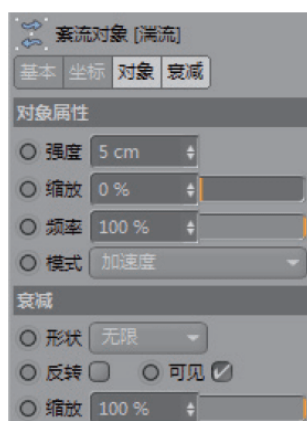 紊流对象 [湍流]
基本 坐标 对象 衰减
对象属性
强度 5 cm
缩放 0 %
频率 100 %
模式 加速度
衰减
形状 无限
反转 可见
缩放 100 %